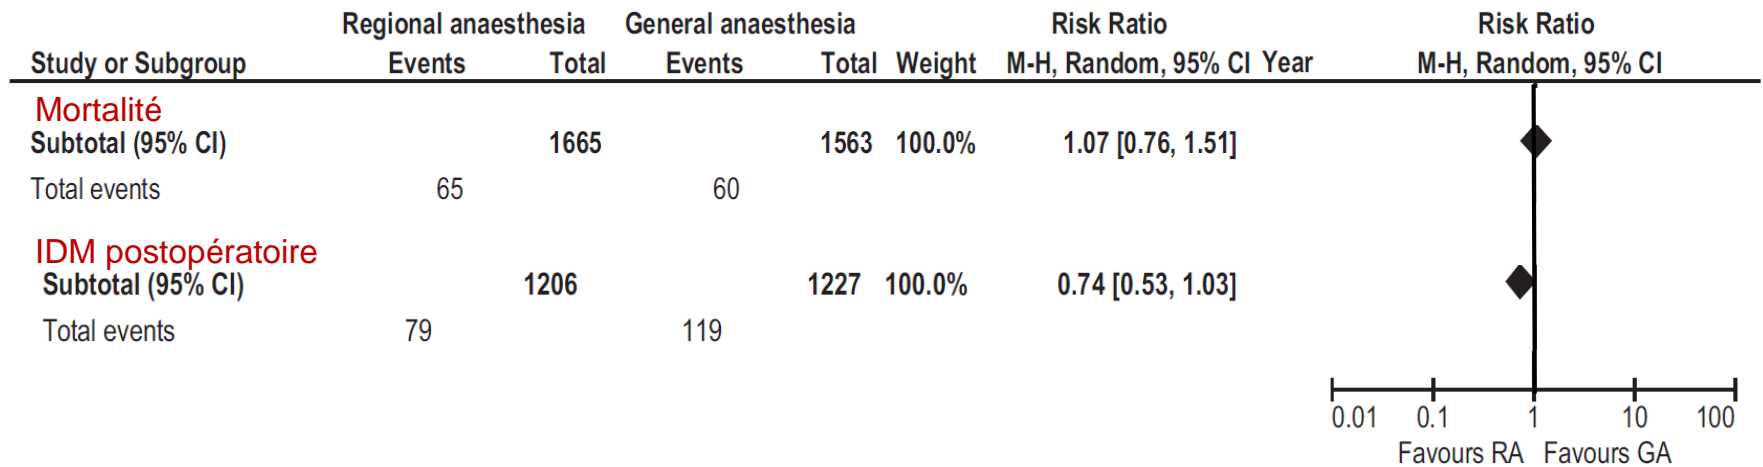 Regional anaesthesia General anaesthesia Risk Ratio Risk Ratio
Study or Subgroup Events Total Events Total Weight M-H, Random, 95% CI Year M-H, Random, 95% CI
Mortalité
Subtotal (95% CI) 1665 1563 100.0% 1.07 [0.76, 1.51]
Total events 65 60
IDM postopératoire
Subtotal (95% CI) 1206 1227 100.0% 0.74 [0.53, 1.03]
Total events 79 119
0.01 0.1 1 10 100
Favours RA Favours GA